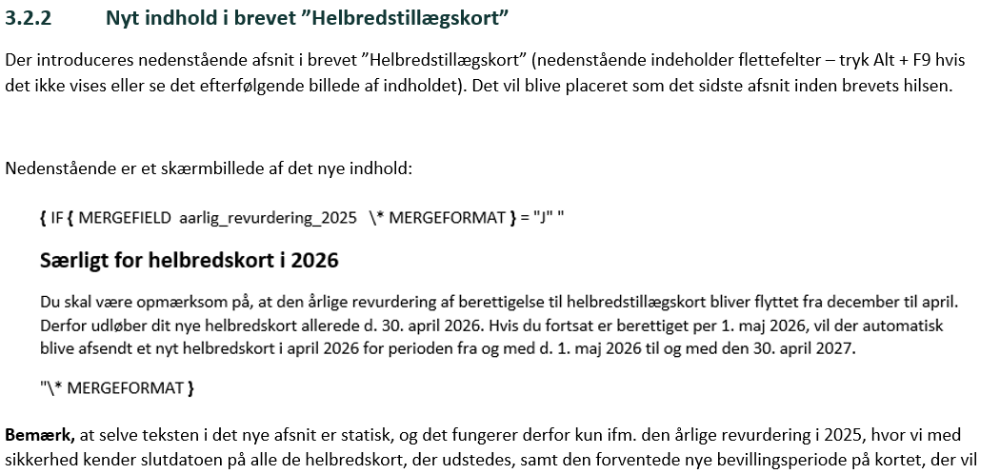 3.2.2 Nyt indhold i brevet ”Helbredstillægskort”
Der introduceres nedenstående afsnit i brevet ”Helbredstillægskort” (nedenstående indeholder flettefelter – tryk Alt + F9 hvis
det ikke vises eller se det efterfølgende billede af indholdet). Det vil blive placeret som det sidste afsnit inden brevets hilsen.
Nedenstående er et skærmbillede af det nye indhold:
{ IF { MERGEFIELD aarlig_revurdering_2025 \* MERGEFORMAT } = "J" "
Særligt for helbredskort i 2026
Du skal være opmærksom på, at den årlige revurdering af berettigelse til helbredstillægskort bliver flyttet fra december til april.
Derfor udløber dit nye helbredskort allerede d. 30. april 2026. Hvis du fortsat er berettiget per 1. maj 2026, vil der automatisk
blive afsendt et nyt helbredskort i april 2026 for perioden fra og med d. 1. maj 2026 til og med den 30. april 2027.
"\* MERGEFORMAT }
Bemærk, at selve teksten i det nye afsnit er statisk, og det fungerer derfor kun ifm. den årlige revurdering i 2025, hvor vi med
sikkerhed kender slutdatoen på alle de helbredskort, der udstedes, samt den forventede nye bevillingsperiode på kortet, der vil